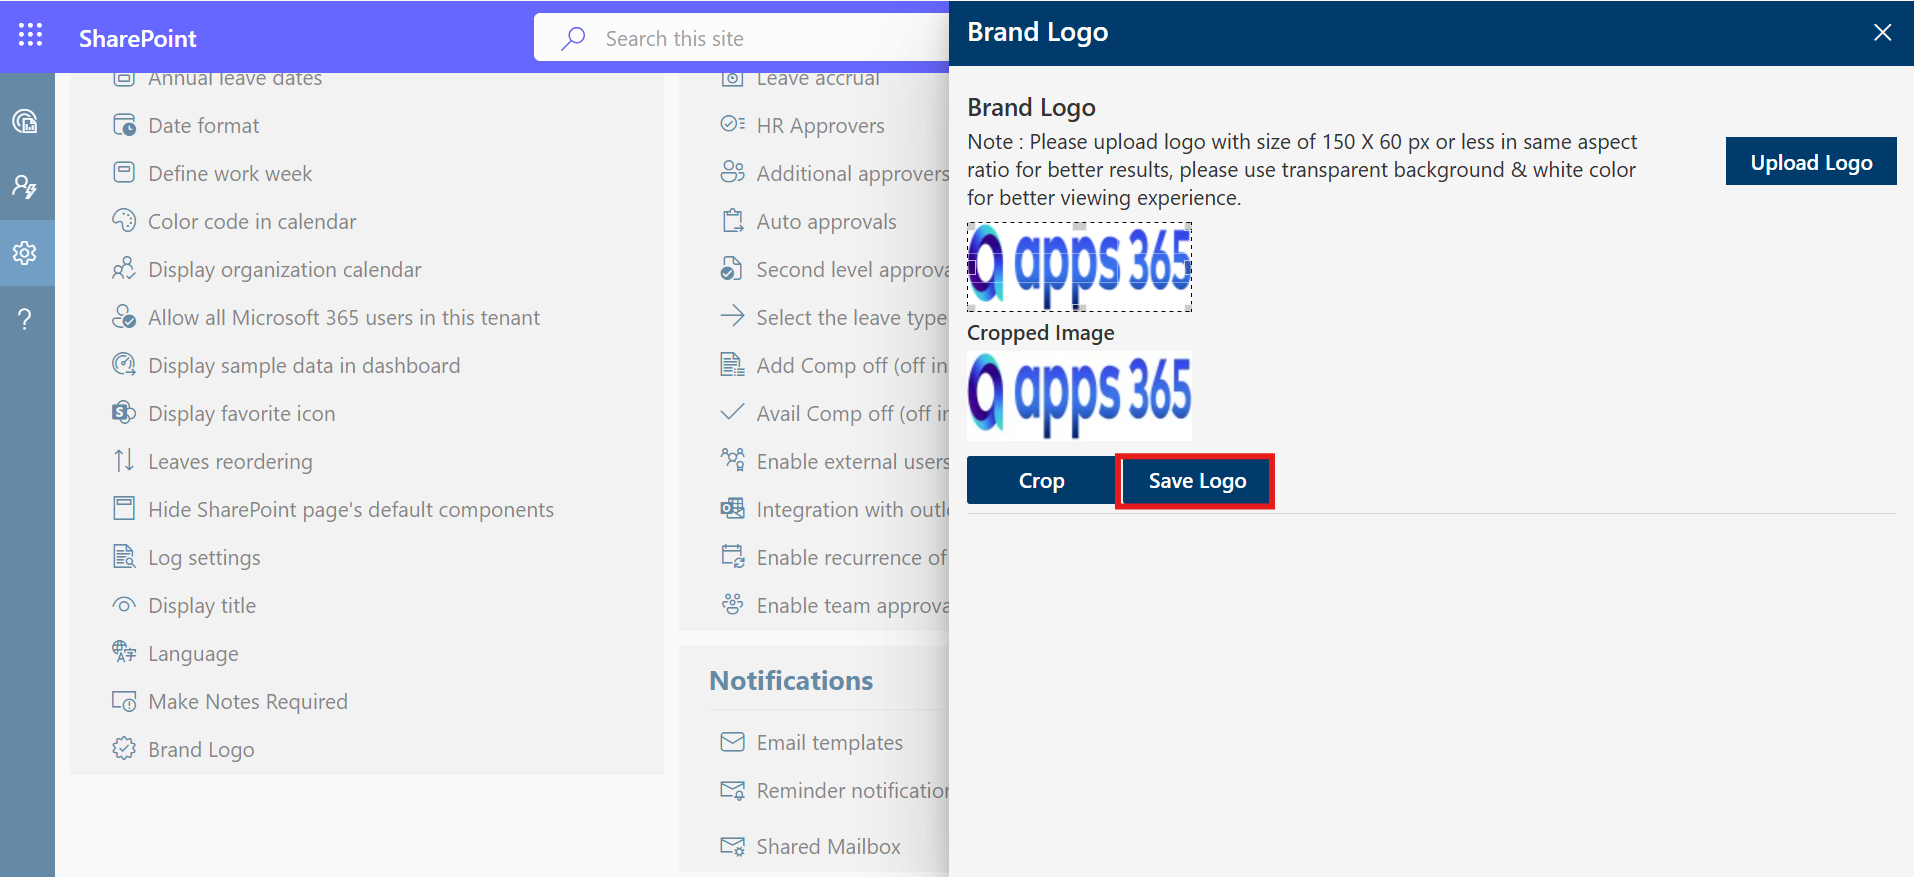 SharePoint
Search this site
Annual leave dates
Date format
Define work week
Color code in calendar
Display organization calendar
Allow all Microsoft 365 users in this tenant
Display sample data in dashboard
Display favorite icon
Leaves reordering
Hide SharePoint page's default components
Log settings
Display title
Language
Make Notes Required
Brand Logo
Leave accrual
HR Approvers
Additional approvers
Auto approvals
Second level approva
Select the leave type
Add Comp off (off in
Avail Comp off (off in
Enable external users
Integration with outl
Enable recurrence of
Enable team approva
Notifications
Email templates
Reminder notification
Shared Mailbox
Brand Logo
Brand Logo
Note : Please upload logo with size of 150 X 60 px or less in same aspect
ratio for better results, please use transparent background & white color
for better viewing experience.
Upload Logo
apps 365
Cropped Image
apps 365
Crop
Save Logo